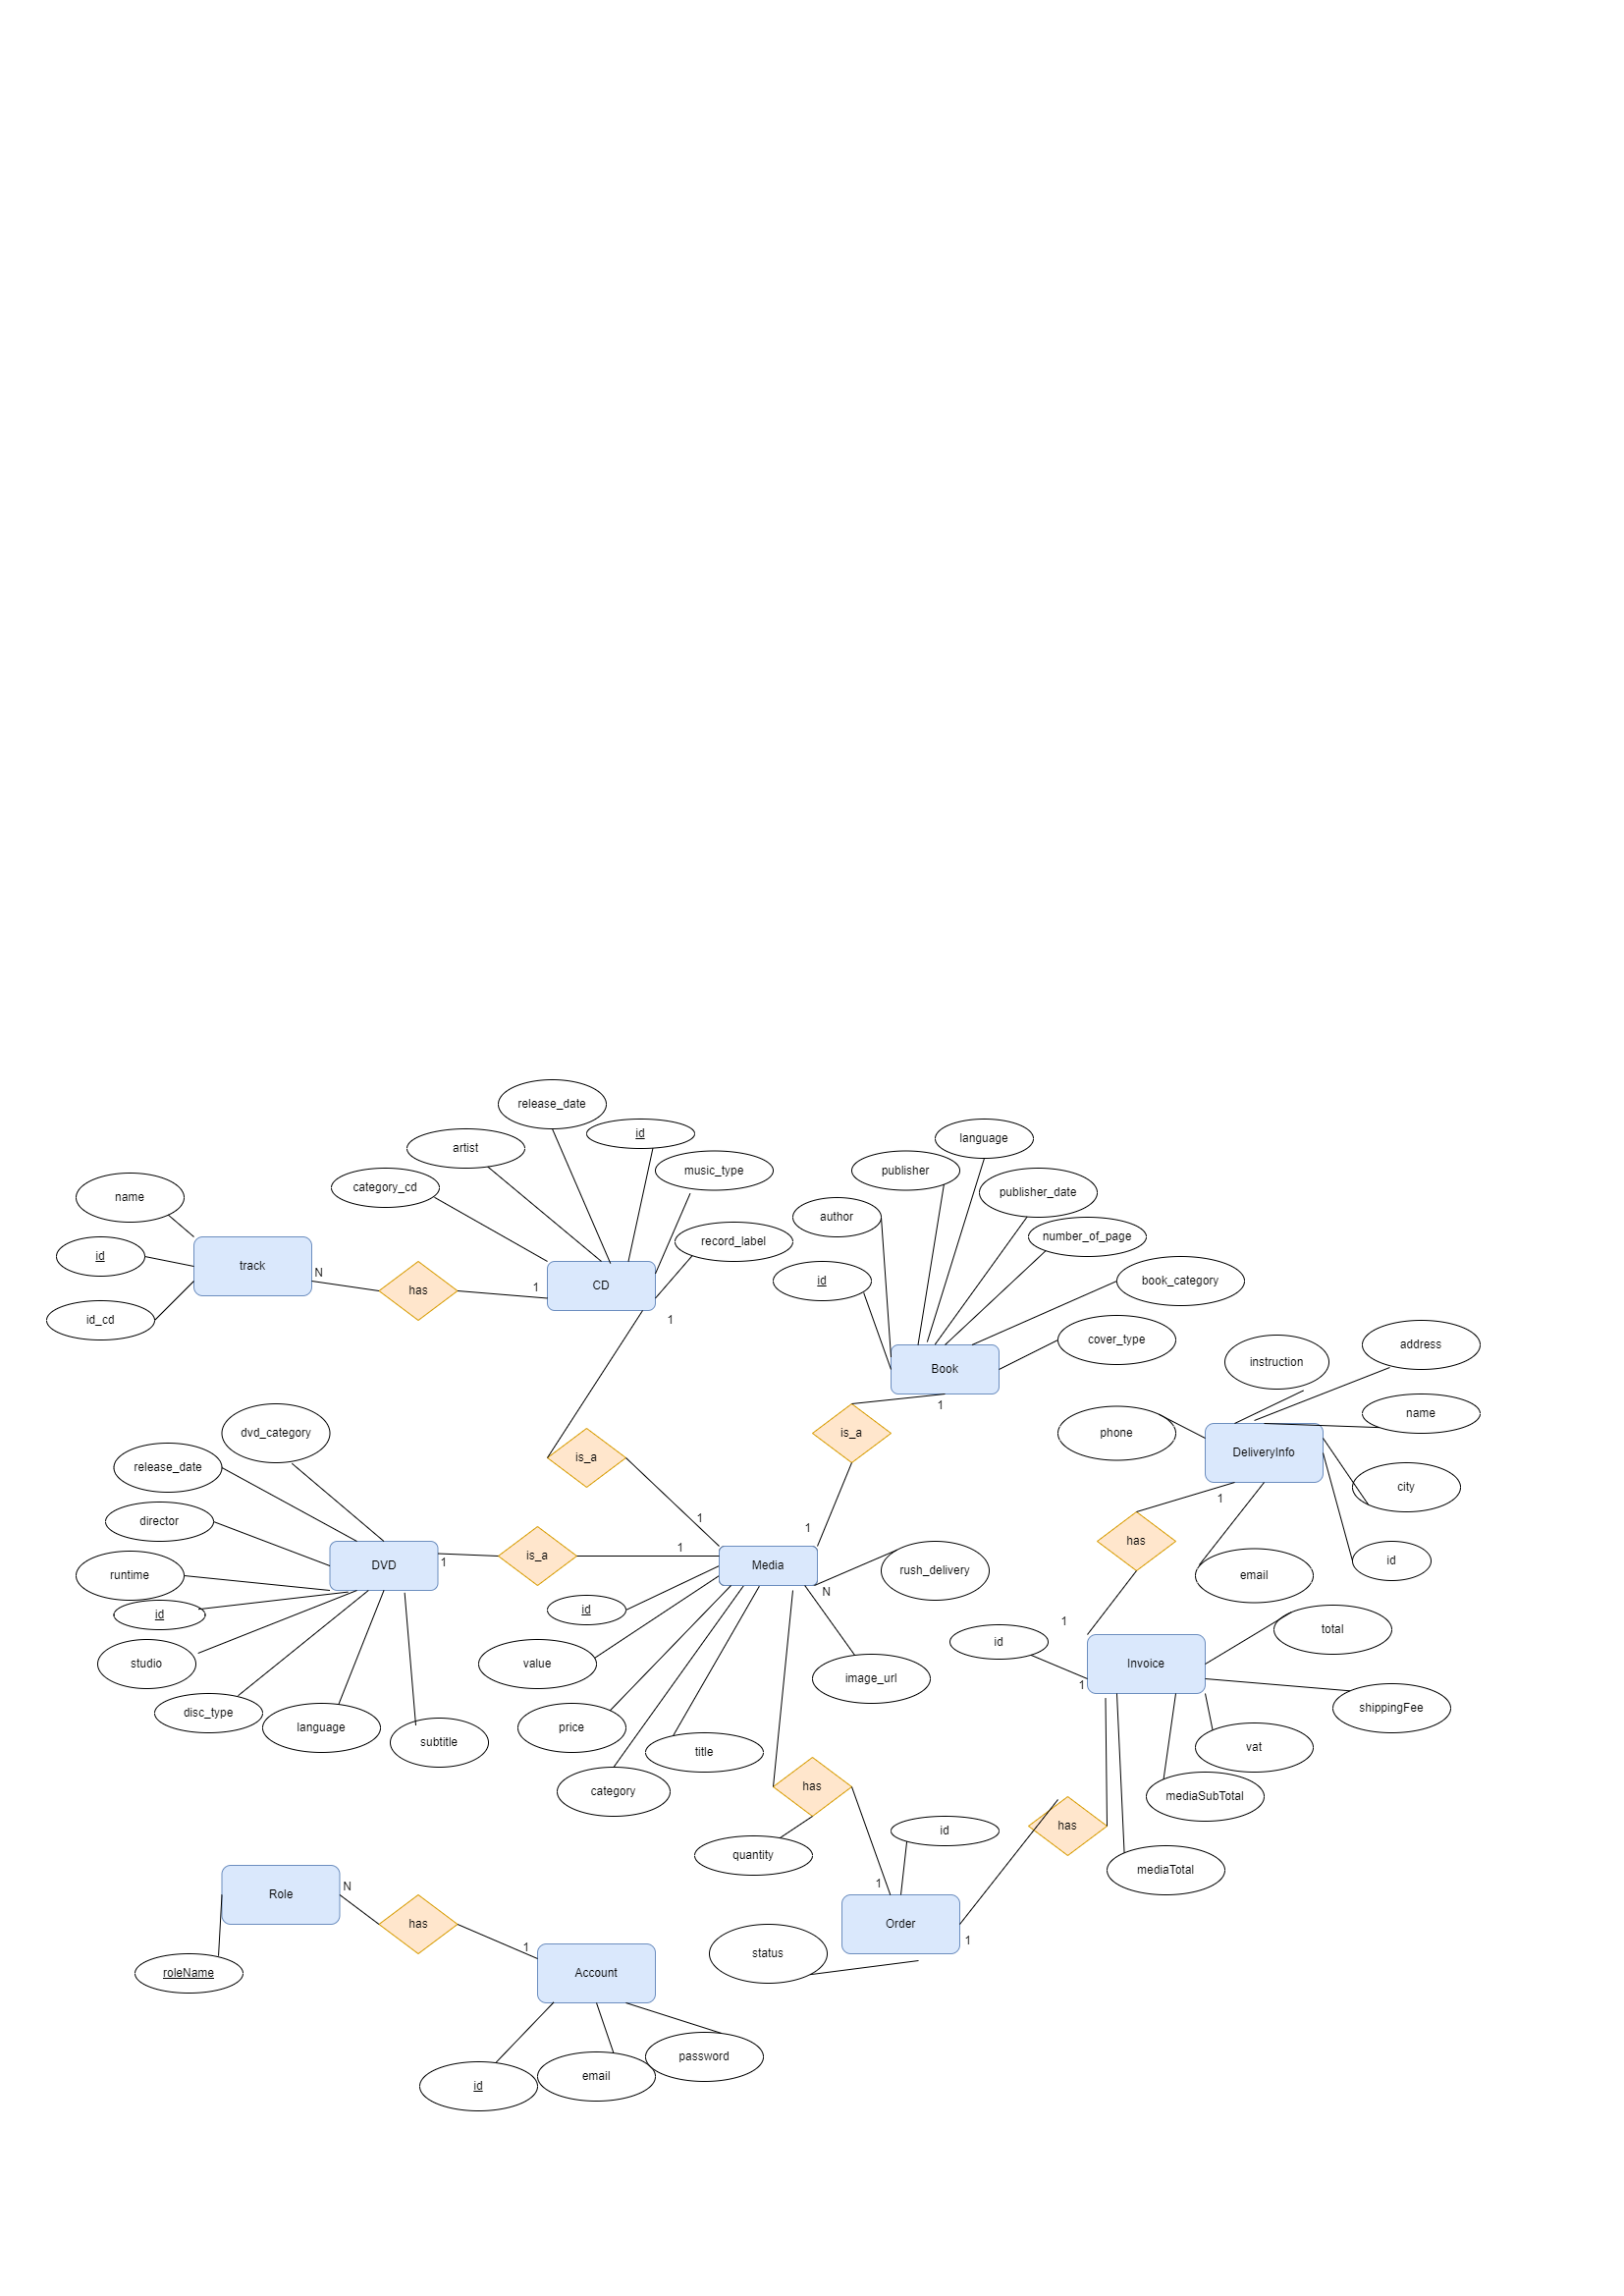 release_date
id
language
artist
music_type
publisher
category_cd
publisher_date
name
author
number_of_page
record_label
id
track
N
has
1
CD
id
book_category
id_cd
1
cover_type
address
instruction
Book
1
name
dvd_category
is_a
phone
DeliveryInfo
release_date
is_a
city
1
director
1
1
has
DVD
1
is_a
1
Media
rush_delivery
id
runtime
email
N
id
id
1
total
id
value
studio
Invoice
image_url
1
shippingFee
disc_type
language
price
subtitle
title
vat
category
has
mediaSubTotal
has
id
quantity
mediaTotal
1
N
Role
has
Order
1
1
status
roleName
Account
password
email
id